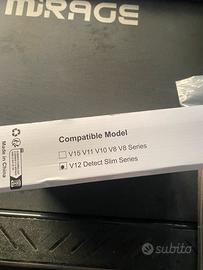 MIRAGE
Compatible Model
V15 V11 V10 V8 V8 Series
V12 Detect Slim Series
Made in China
subito